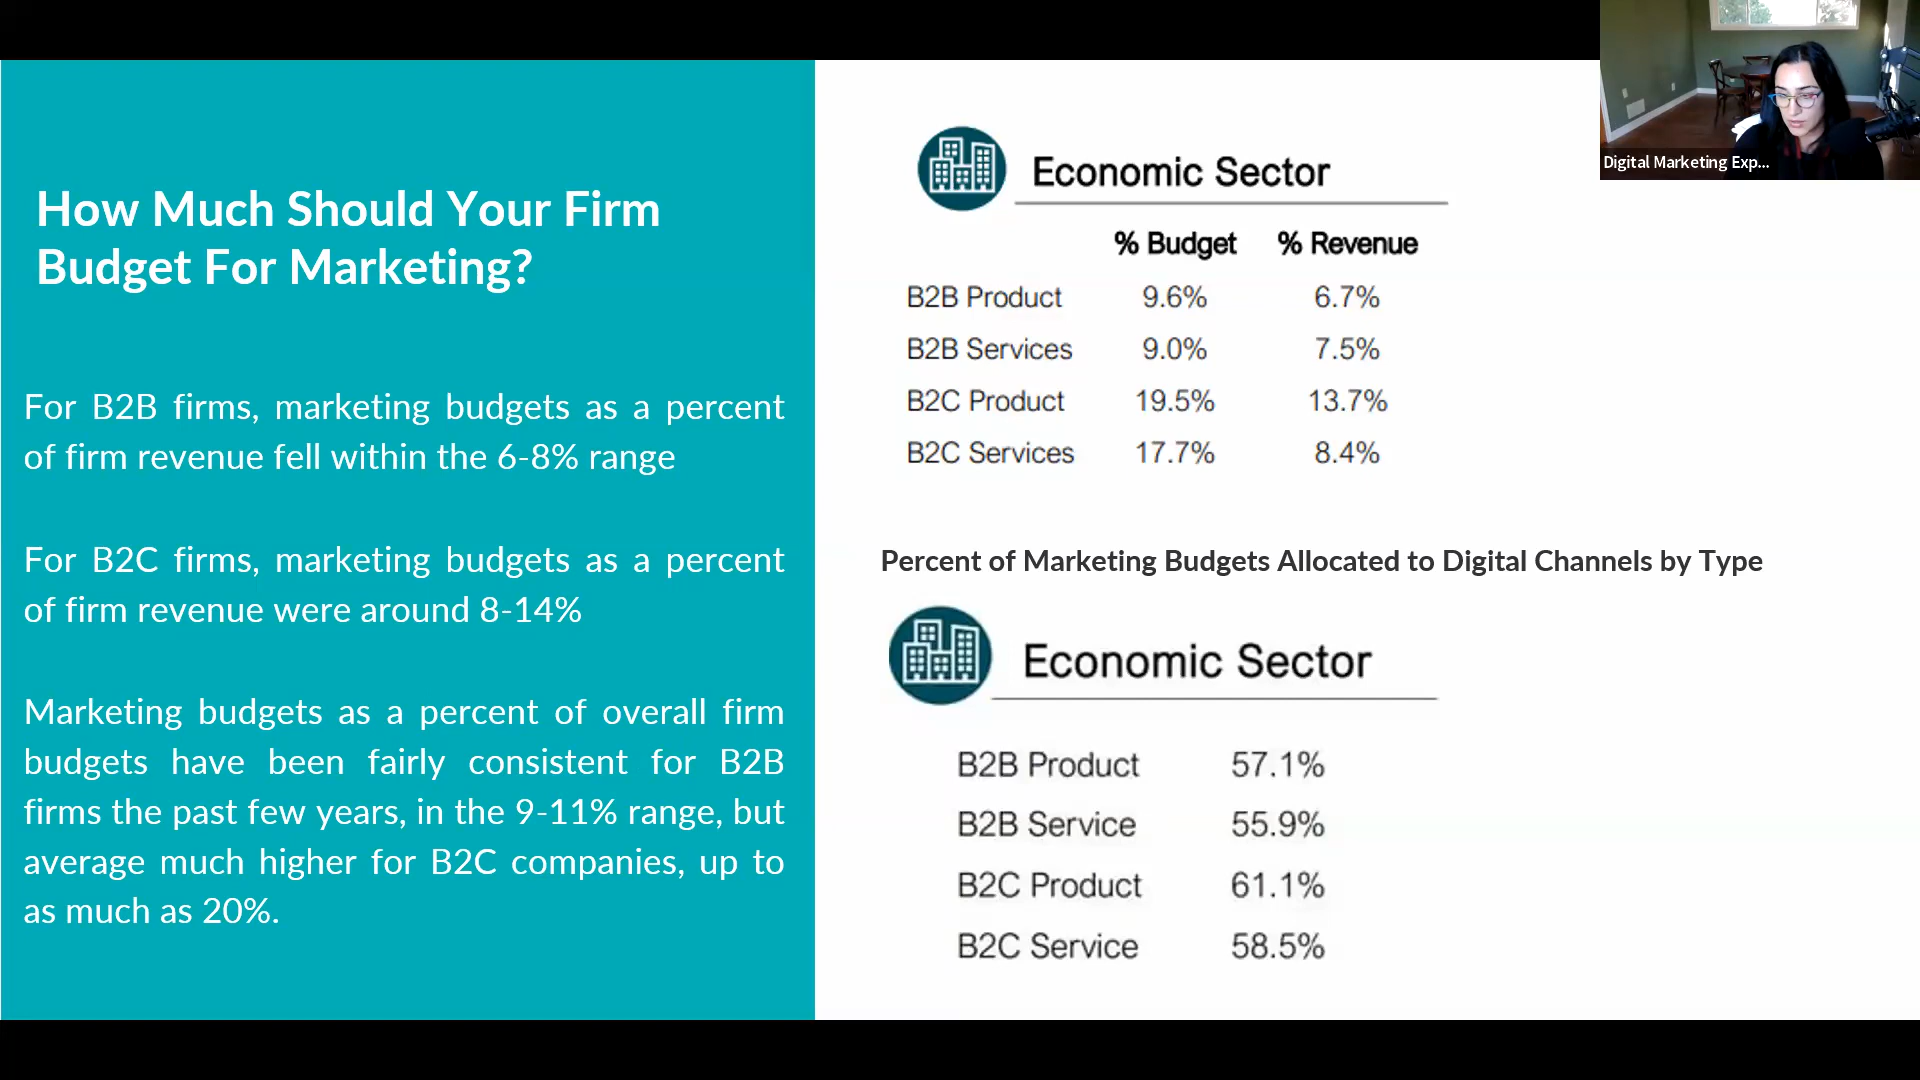 How Much Should Your Firm
Budget For Marketing?
For B2B firms, marketing budgets as a percent
of firm revenue fell within the 6-8% range
For B2C firms, marketing budgets as a percent
of firm revenue were around 8-14%
Marketing budgets as a percent of overall firm
budgets have been fairly consistent for B2B
firms the past few years, in the 9-11% range, but
average much higher for B2C companies, up to
as much as 20%.
Economic Sector
% Budget % Revenue
B2B Product 9.6% 6.7%
B2B Services 9.0% 7.5%
B2C Product 19.5% 13.7%
B2C Services 17.7% 8.4%
Percent of Marketing Budgets Allocated to Digital Channels by Type
Economic Sector
B2B Product 57.1%
B2B Service 55.9%
B2C Product 61.1%
B2C Service 58.5%
Digital Marketing Exp...